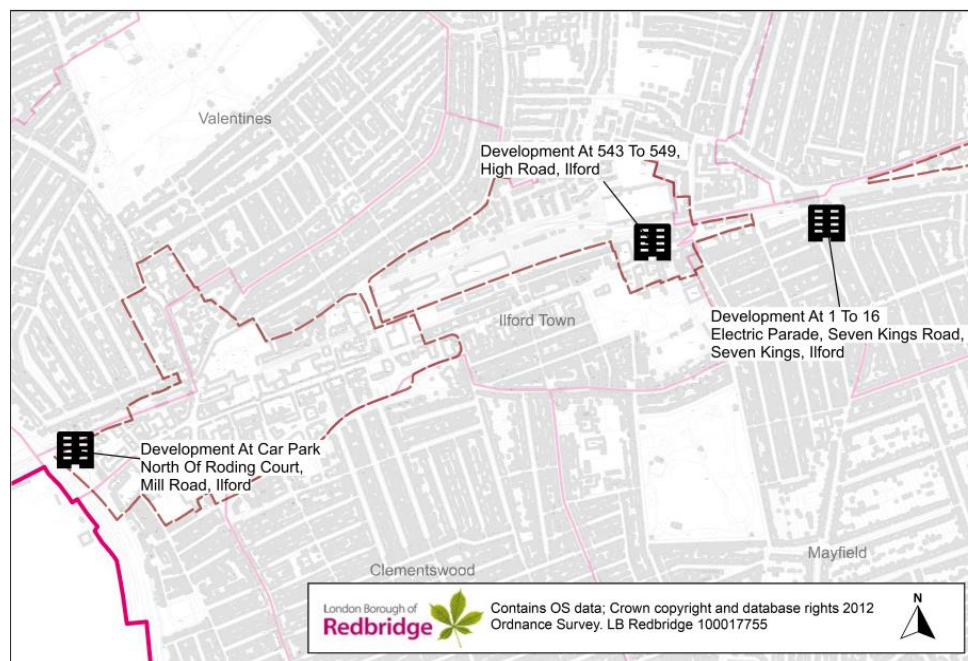 Valentines
Development At 543 To 549,
High Road, Ilford
Ilford Town
Development At 1 To 16
Electric Parade, Seven Kings Road,
Seven Kings, Ilford
Development At Car Park
North Of Roding Court,
Mill Road, Ilford
Mayfield
Clementswood
London Borough of
Redbridge
Contains OS data; Crown copyright and database rights 2012
Ordnance Survey. LB Redbridge 100017755
N